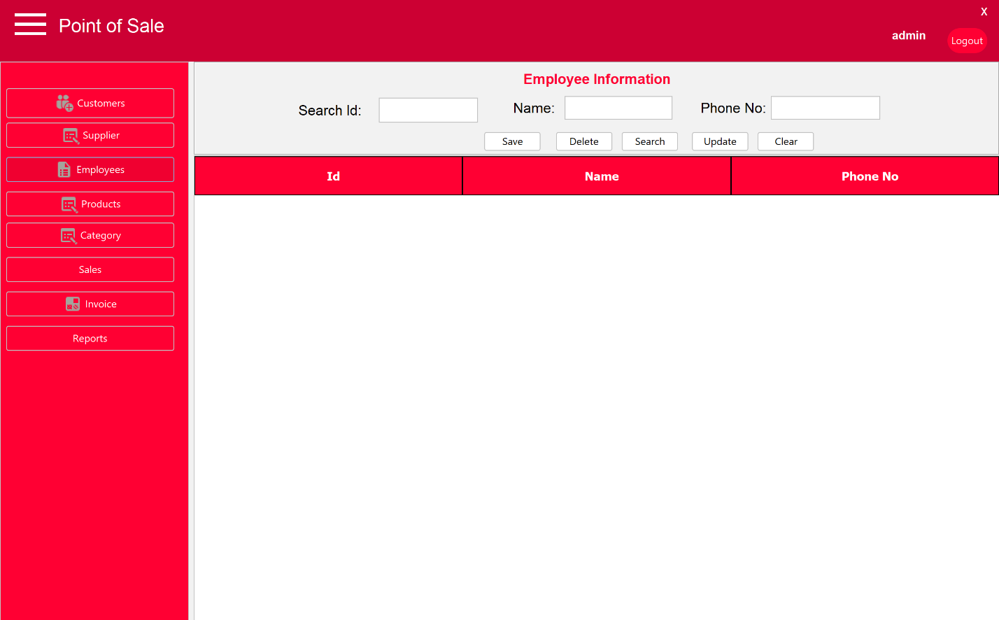 X
Point of Sale
admin
Logout
Customers
Supplier
Employees
Products
Category
Sales
Invoice
Reports
Employee Information
Search Id:
Name:
Phone No:
Save
Delete
Search
Update
Clear
Id
Name
Phone No